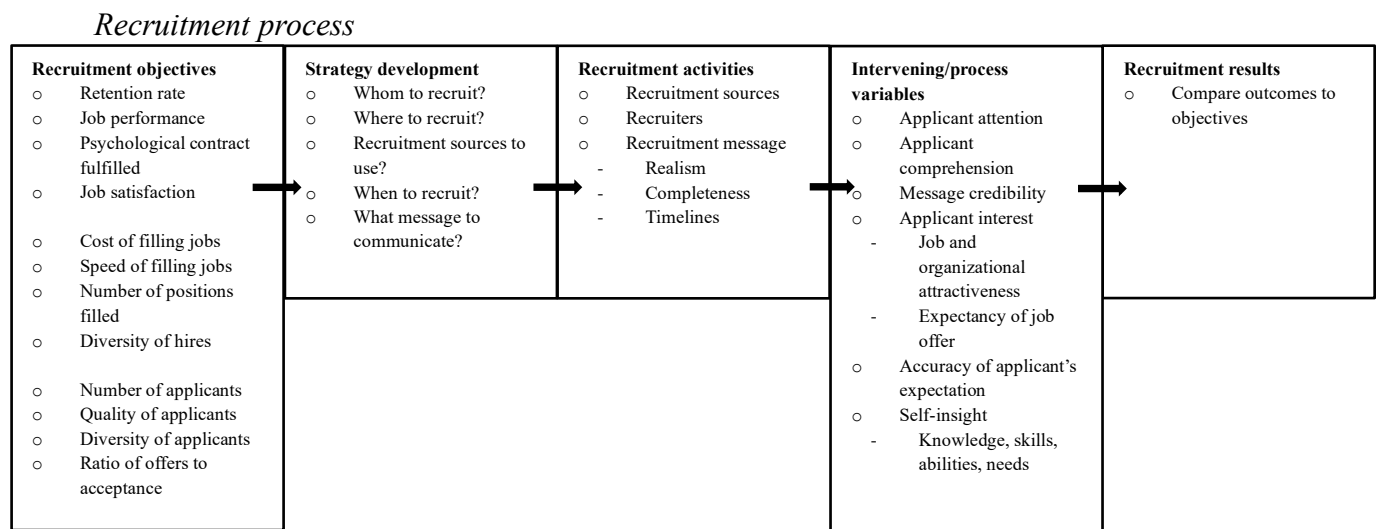 Recruitment process
Recruitment objectives
o Retention rate
o Job performance
o Psychological contract
fulfilled
o Job satisfaction
o Cost of filling jobs
o Speed of filling jobs
o Number of positions
filled
o Diversity of hires
o Number of applicants
o Quality of applicants
o Diversity of applicants
o Ratio of offers to
acceptance
Strategy development
o Whom to recruit?
o Where to recruit?
o Recruitment sources to
use?
o When to recruit?
o What message to
communicate?
Recruitment activities
o Recruitment sources
o Recruiters
o Recruitment message
- Realism
- Completeness
- Timelines
Intervening/process
variables
o Applicant attention
o Applicant
comprehension
o Message credibility
o Applicant interest
- Job and
organizational
attractiveness
- Expectancy of job
offer
o Accuracy of applicant’s
expectation
o Self-insight
- Knowledge, skills,
abilities, needs
Recruitment results
o Compare outcomes to
objectives